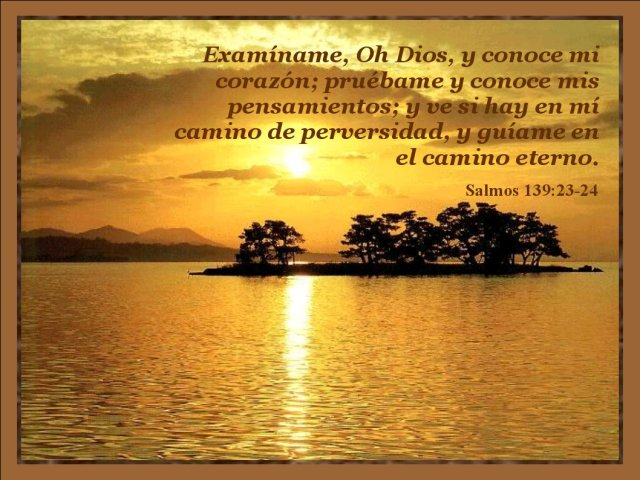 Examíname, Oh Dios, y conoce mi
corazón; pruébame y conoce mis
pensamientos; y ve si hay en mí
camino de perversidad, y guíame en
el camino eterno.
Salmos 139:23-24